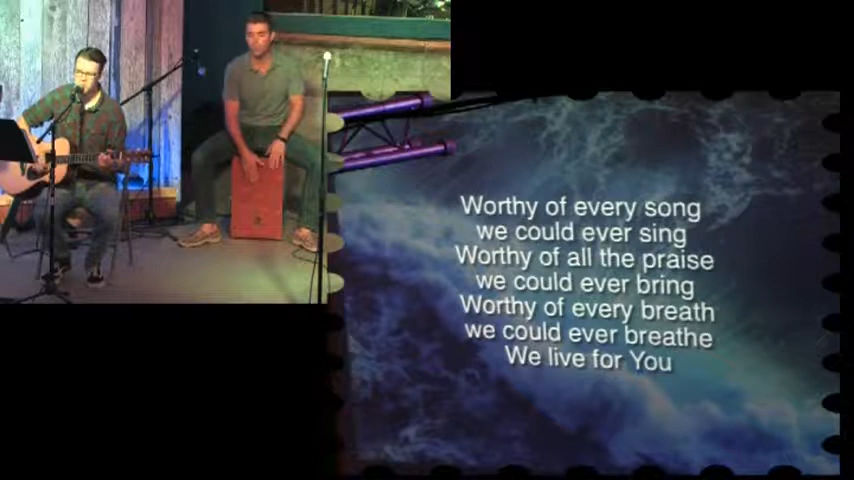 Worthy of every song
we could ever sing
Worthy of all the praise
we could ever bring
Worthy of every breath
we could ever breathe
We live for You